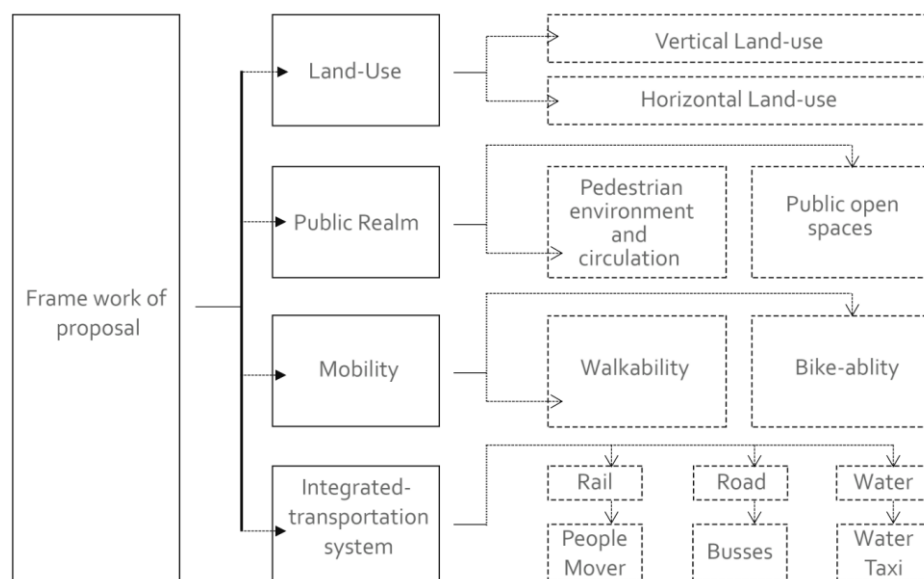 Frame work of
proposal
Land-Use
Vertical Land-use
Horizontal Land-use
Public Realm
Pedestrian
environment
and
circulation
Public open
spaces
Mobility
Walkability
Bike-ablity
Integrated-
transportation
system
Rail
Road
Water
People
Mover
Busses
Water
Taxi